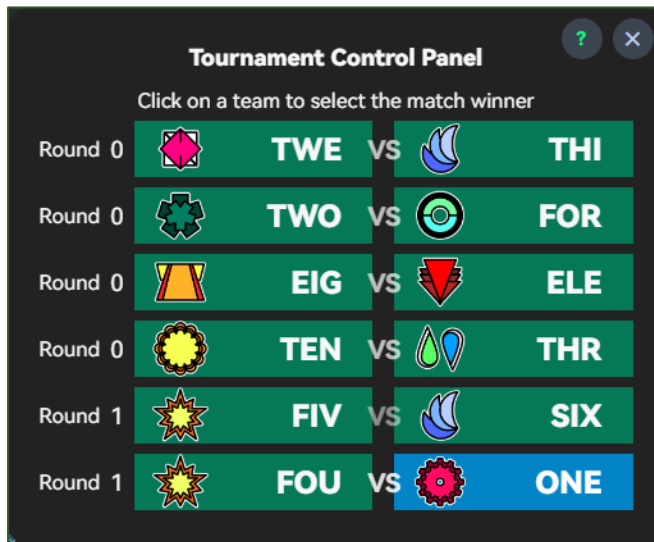 ?
Tournament Control Panel
Click on a team to select the match winner
Round 0 TWE VS THI
Round 0 TWO VS FOR
Round 0 EIG VS ELE
Round 0 TEN VS THR
Round 1 FIV VS SIX
Round 1 FOU VS ONE